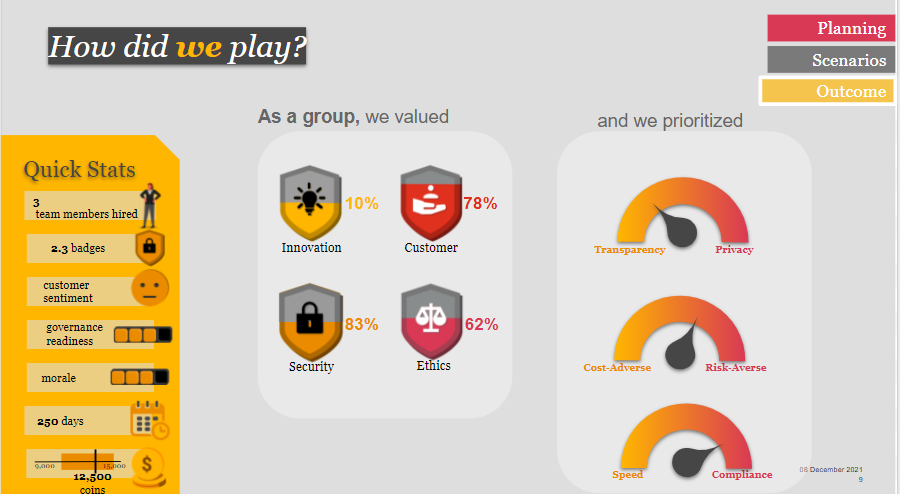 How did we play?
Planning
Scenarios
Outcome
As a group, we valued
and we prioritized
Quick Stats
3
team members hired
2.3 badges
customer
sentiment
governance
readiness
morale
250 days
9,000
15,000
12,500
coins
10%
78%
Innovation
Customer
83%
62%
Security
Ethics
Transparency
Privacy
Cost-Adverse
Risk-Averse
Speed
Compliance
08 December 2021
9